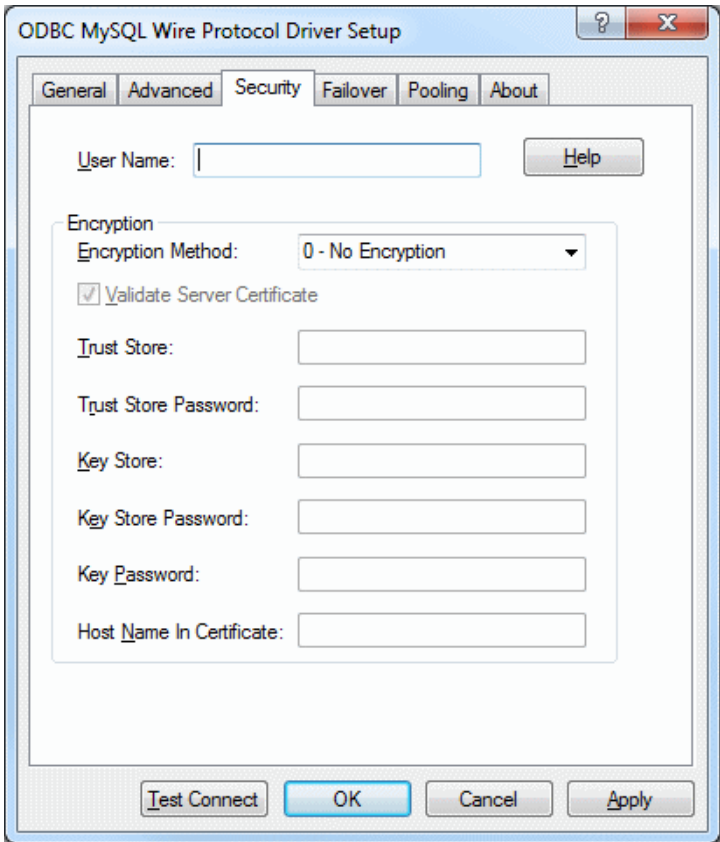 ODBC MySQL Wire Protocol Driver Setup
General Advanced Security Failover Pooling About
User Name: Help
Encryption
Encryption Method: 0 - No Encryption
Validate Server Certificate
Trust Store:
Trust Store Password:
Key Store:
Key Store Password:
Key Password:
Host Name In Certificate:
Test Connect OK Cancel Apply